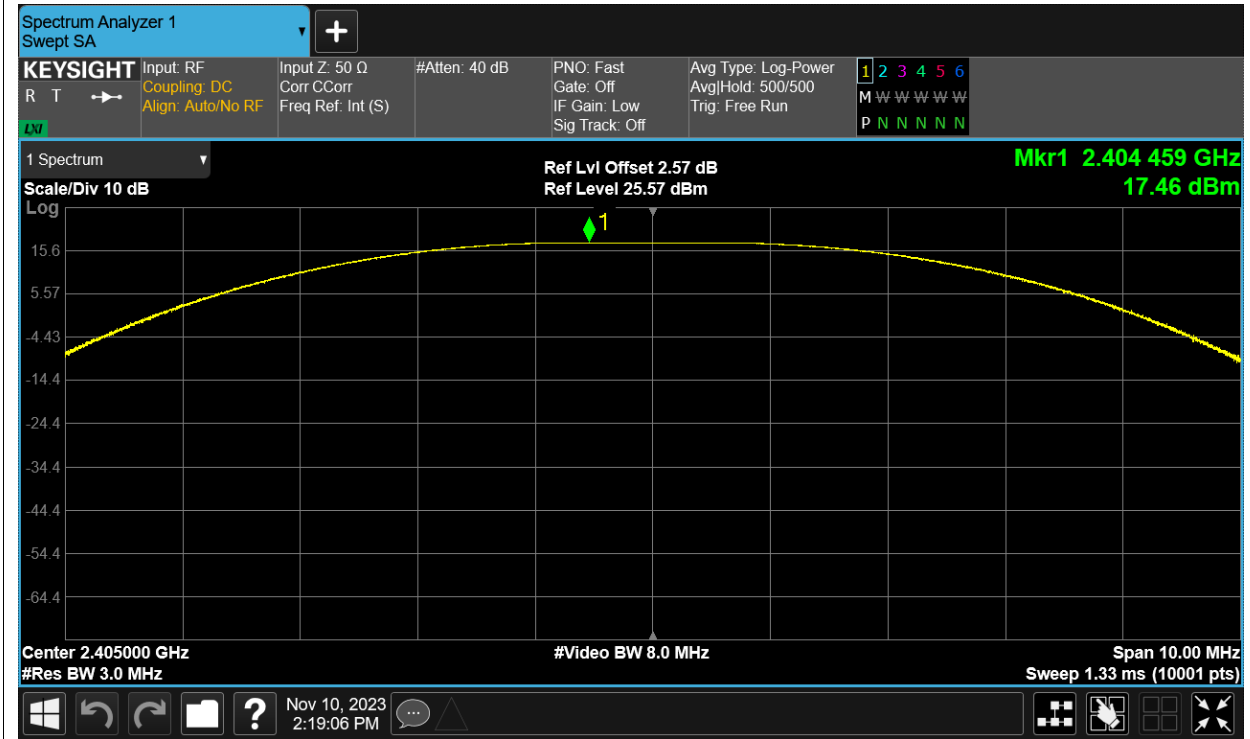 Spectrum Analyzer 1
Swept SA
KEYSIGHT
R T
LXI
Input: RF
Coupling: DC
Align: Auto/No RF
Input Z: 50 Ω
Corr CCorr
Freq Ref: Int (S)
#Atten: 40 dB
PNO: Fast
Gate: Off
IF Gain: Low
Sig Track: Off
Avg Type: Log-Power
Avg|Hold: 500/500
Trig: Free Run
1 2 3 4 5 6
M W W W W W
P N N N N N
1 Spectrum
Scale/Div 10 dB
Log
Ref Lvl Offset 2.57 dB
Ref Level 25.57 dBm
Mkr1 2.404 459 GHz
17.46 dBm
1
15.6
5.57
-4.43
-14.4
-24.4
-34.4
-44.4
-54.4
-64.4
Center 2.405000 GHz
#Res BW 3.0 MHz
#Video BW 8.0 MHz
Span 10.00 MHz
Sweep 1.33 ms (10001 pts)
?
Nov 10, 2023
2:19:06 PM